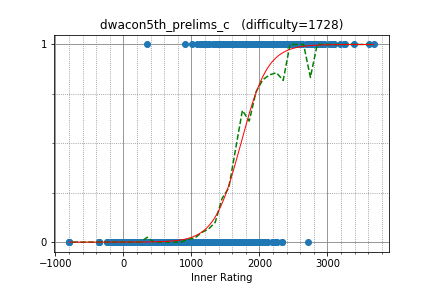 dwacon5th_prelims_c (difficulty=1728)
1
0
−1000 0 1000 2000 3000
Inner Rating